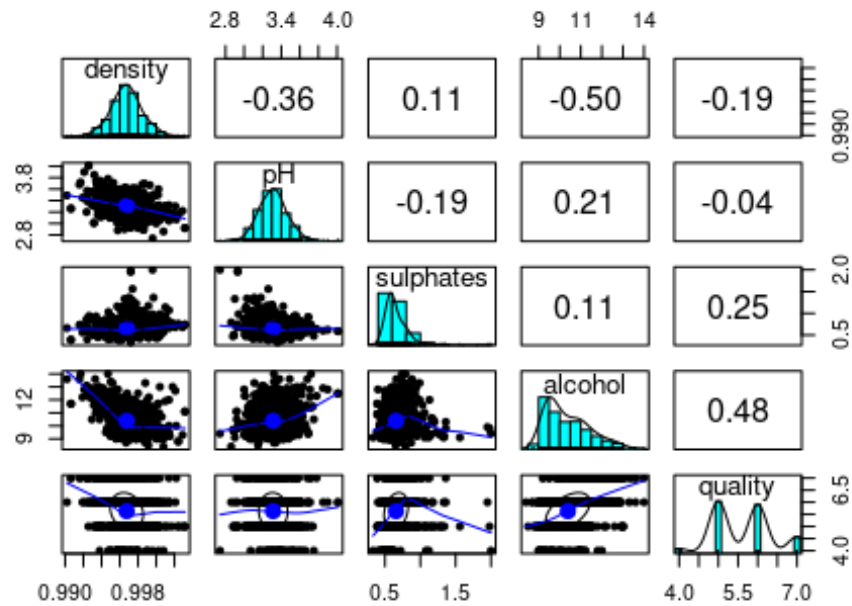 2.8 3.4 4.0 9 11 14
density -0.36 0.11 -0.50 -0.19 0.990
3.8 2.8 pH -0.19 0.21 -0.04
sulphates 0.11 0.25 2.0 0.5
12 9 alcohol 0.48
quality 6.5 4.0
0.990 0.998 0.5 1.5 4.0 5.5 7.0